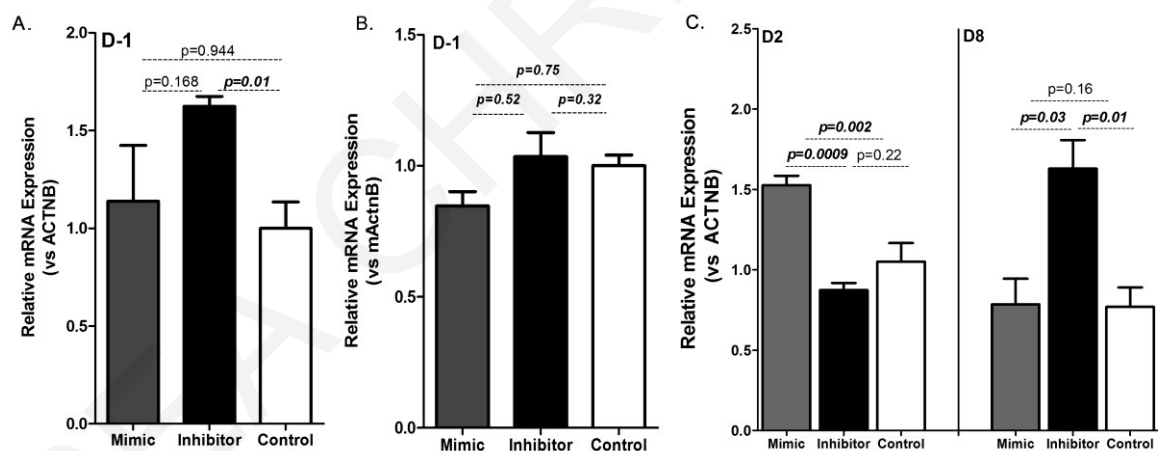 A.
D-1
Relative mRNA Expression
(vs ACTNB)
2.0
1.5
1.0
0.5
0.0
p=0.944
p=0.168
p=0.01
Mimic
Inhibitor
Control
B.
D-1
Relative mRNA Expression
(vs mActnB)
1.5
1.0
0.5
0.0
p=0.75
p=0.52
p=0.32
Mimic
Inhibitor
Control
C.
D2
D8
Relative mRNA Expression
(vs ACTNB)
2.5
2.0
1.5
1.0
0.5
0.0
p=0.002
p=0.0009
p=0.22
p=0.16
p=0.03
p=0.01
Mimic
Inhibitor
Control
Mimic
Inhibitor
Control